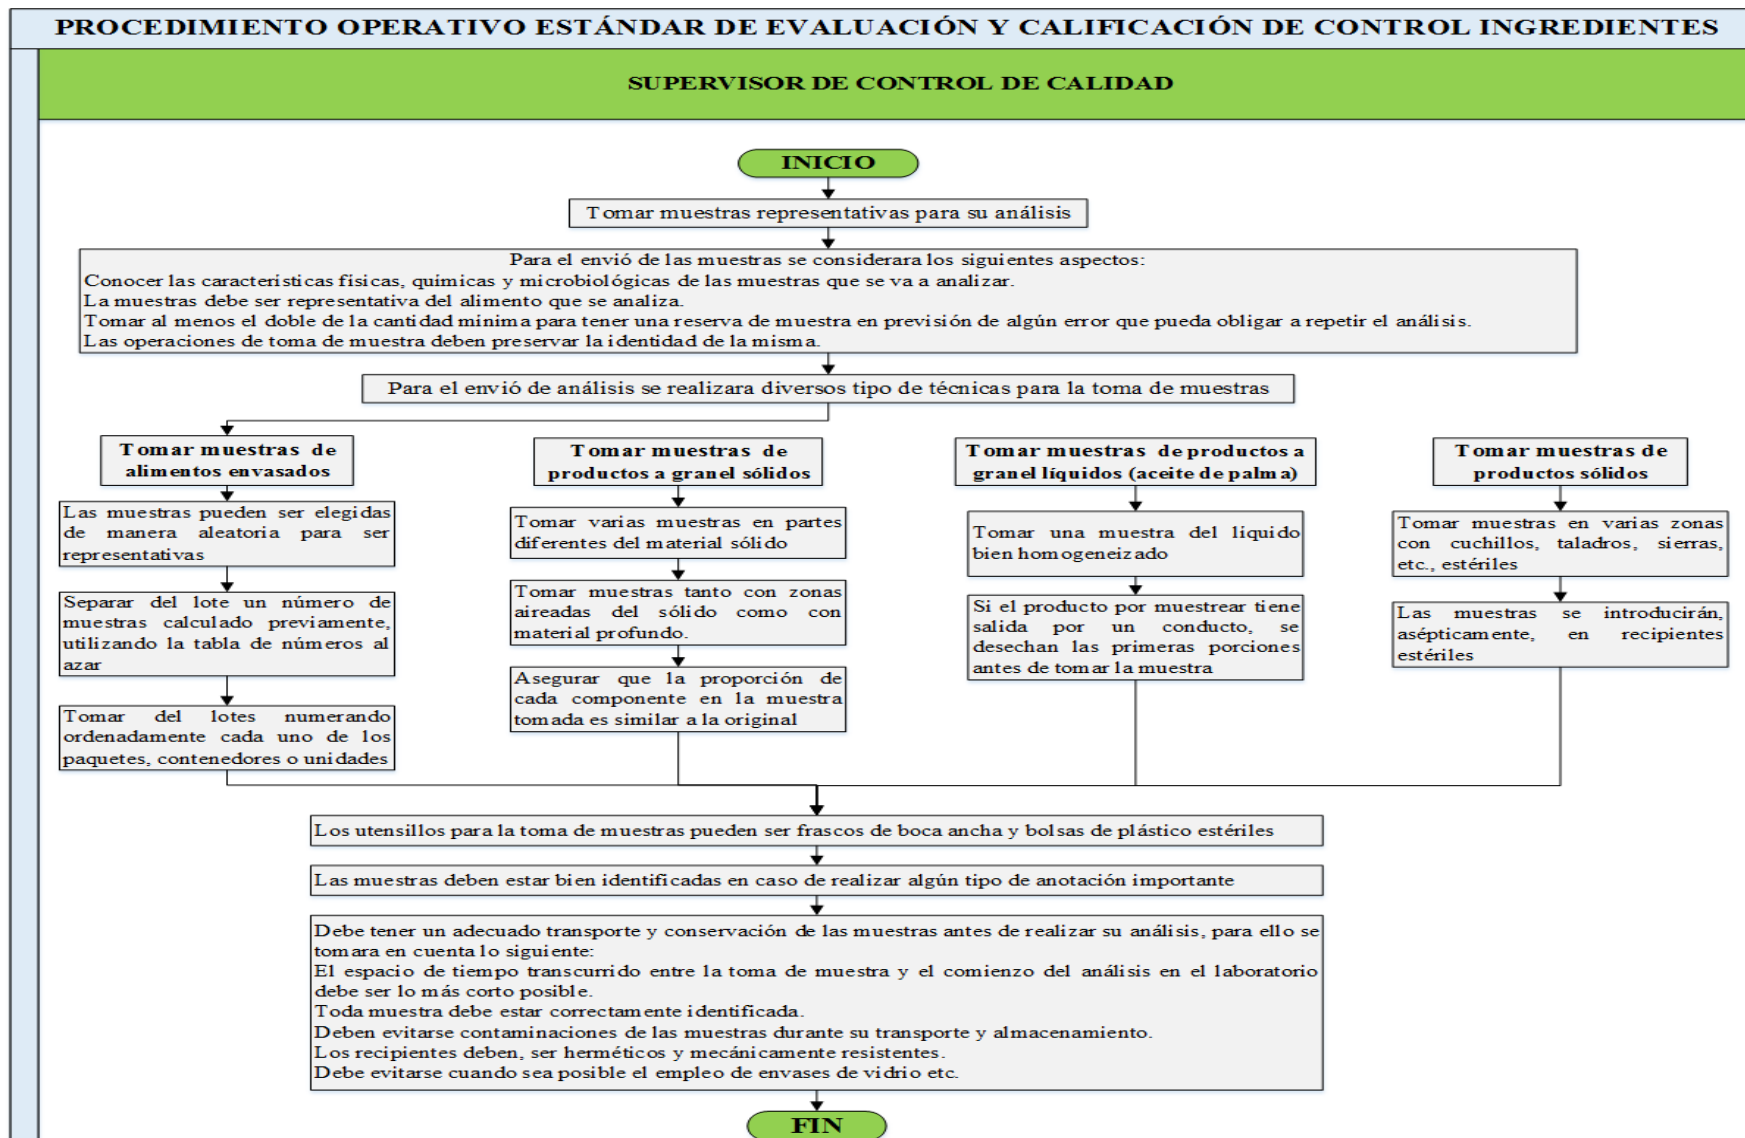 PROCEDIMIENTO OPERATIVO ESTÁNDAR DE EVALUACIÓN Y CALIFICACIÓN DE CONTROL INGREDIENTES
SUPERVISOR DE CONTROL DE CALIDAD
INICIO
Tomar muestras representativas para su análisis
Para el envió de las muestras se considerara los siguientes aspectos:
Conocer las características físicas, químicas y microbiológicas de las muestras que se va a analizar.
La muestras debe ser representativa del alimento que se analiza.
Tomar al menos el doble de la cantidad mínima para tener una reserva de muestra en previsión de algún error que pueda obligar a repetir el análisis.
Las operaciones de toma de muestra deben preservar la identidad de la misma.
Para el envió de análisis se realizara diversos tipo de técnicas para la toma de muestras
Tomar muestras de
alimentos envasados
Las muestras pueden ser elegidas
de manera aleatoria para ser
representativas
Separar del lote un número de
muestras calculado previamente,
utilizando la tabla de números al
azar
Tomar del lotes numerando
ordenadamente cada uno de los
paquetes, contenedores o unidades
Tomar muestras de
productos a granel sólidos
Tomar varias muestras en partes
diferentes del material sólido
Tomar muestras tanto con zonas
aireadas del sólido como con
material profundo.
Asegurar que la proporción de
cada componente en la muestra
tomada es similar a la original
Tomar muestras de productos a
granel líquidos (aceite de palma)
Tomar una muestra del líquido
bien homogeneizado
Si el producto por muestrear tiene
salida por un conducto, se
desechan las primeras porciones
antes de tomar la muestra
Tomar muestras de
productos sólidos
Tomar muestras en varias zonas
con cuchillos, taladros, sierras,
etc., estériles
Las muestras se introducirán,
asépticamente, en recipientes
estériles
Los utensillos para la toma de muestras pueden ser frascos de boca ancha y bolsas de plástico estériles
Las muestras deben estar bien identificadas en caso de realizar algún tipo de anotación importante
Debe tener un adecuado transporte y conservación de las muestras antes de realizar su análisis, para ello se
tomara en cuenta lo siguiente:
El espacio de tiempo transcurrido entre la toma de muestra y el comienzo del análisis en el laboratorio
debe ser lo más corto posible.
Toda muestra debe estar correctamente identificada.
Deben evitarse contaminaciones de las muestras durante su transporte y almacenamiento.
Los recipientes deben, ser herméticos y mecánicamente resistentes.
Debe evitarse cuando sea posible el empleo de envases de vidrio etc.
FIN